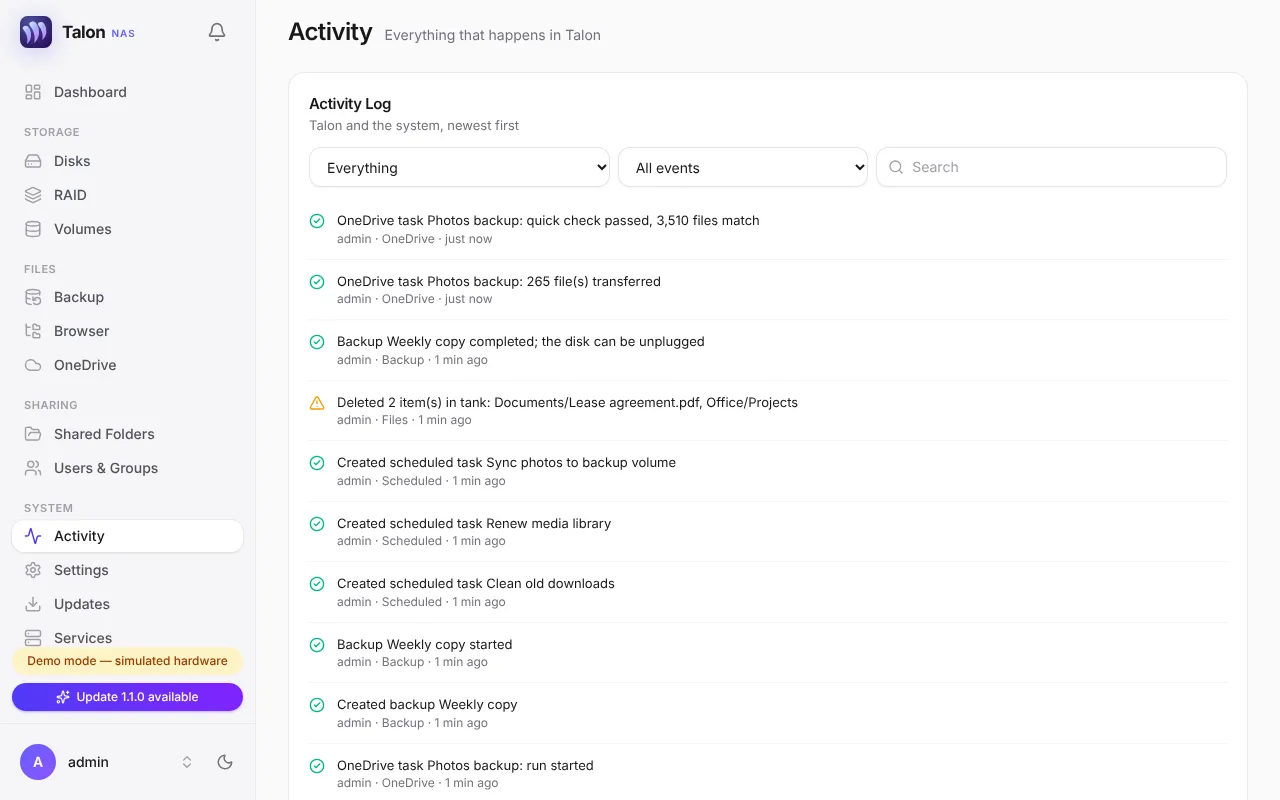 Talon NAS
Dashboard
STORAGE
Disks
RAID
Volumes
FILES
Backup
Browser
OneDrive
SHARING
Shared Folders
Users & Groups
SYSTEM
Activity
Settings
Updates
Services
Demo mode — simulated hardware
Update 1.1.0 available
A admin
Activity Everything that happens in Talon
Activity Log
Talon and the system, newest first
Everything All events Search
OneDrive task Photos backup: quick check passed, 3,510 files match
admin · OneDrive · just now
OneDrive task Photos backup: 265 file(s) transferred
admin · OneDrive · just now
Backup Weekly copy completed; the disk can be unplugged
admin · Backup · 1 min ago
Deleted 2 item(s) in tank: Documents/Lease agreement.pdf, Office/Projects
admin · Files · 1 min ago
Created scheduled task Sync photos to backup volume
admin · Scheduled · 1 min ago
Created scheduled task Renew media library
admin · Scheduled · 1 min ago
Created scheduled task Clean old downloads
admin · Scheduled · 1 min ago
Backup Weekly copy started
admin · Backup · 1 min ago
Created backup Weekly copy
admin · Backup · 1 min ago
OneDrive task Photos backup: run started
admin · OneDrive · 1 min ago